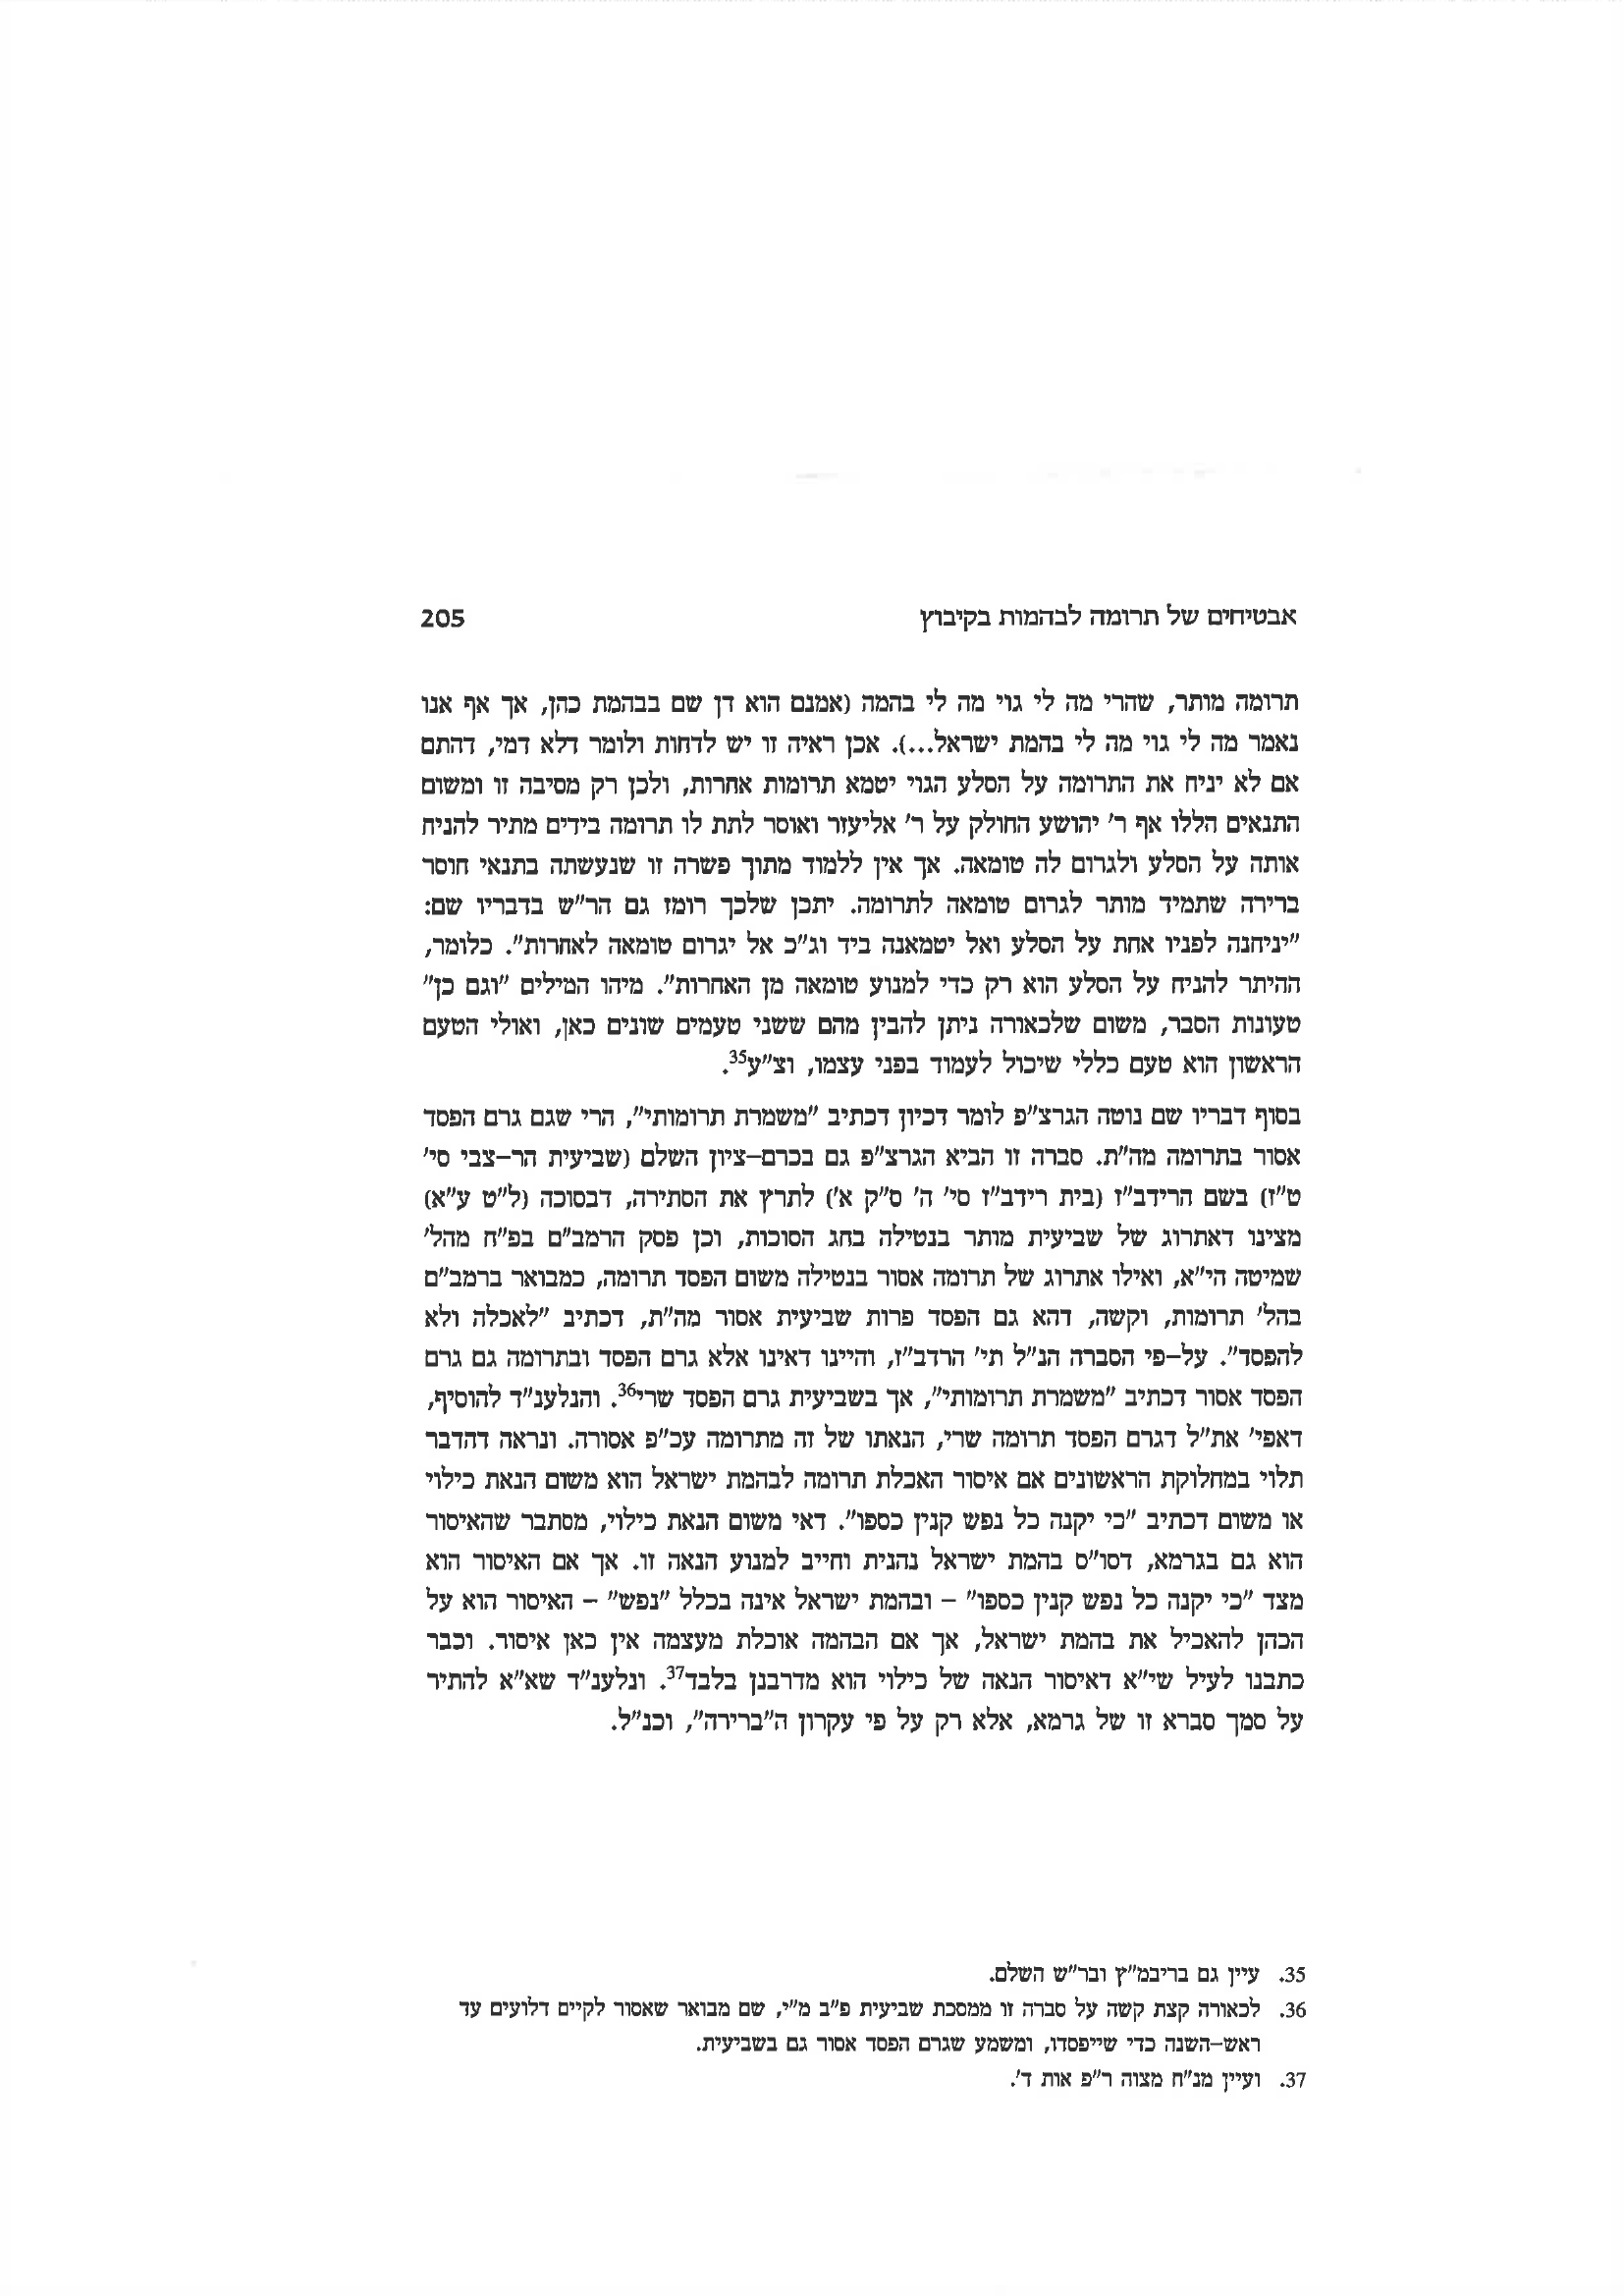 אבטיחים של תרומה לבהמות בקיבוץ 205
תרומה מותר, שהרי מה לי גוי מה לי בהמה (אמנם הוא דן שם בבהמת כהן, אך אף אנו
נאמר מה לי גוי מה לי בהמת ישראל...). אכן ראיה זו יש לדחות ולומר דלא דמי, דהתם
אם לא יניח את התרומה על הסלע הגוי יטמא תרומות אחרות, ולכן רק מסיבה זו ומשום
התנאים הללו אף ר' יהושע החולק על ר' אליעזר ואוסר לתת לו תרומה בידים מתיר להניח
אותה על הסלע ולגרום לה טומאה. אך אין ללמוד מתוך פשרה זו שנעשתה בתנאי חוסר
ברירה שתמיד מותר לגרום טומאה לתרומה. יתכן שלכך רומז גם הר"ש בדבריו שם:
"יניחנה לפניו אחת על הסלע ואל יטמאנה ביד וג"כ אל יגרום טומאה לאחרות". כלומר,
ההיתר להניח על הסלע הוא רק כדי למנוע טומאה מן האחרות". מיהו המילים "וגם כן"
טעונות הסבר, משום שלכאורה ניתן להבין מהם ששני טעמים שונים כאן, ואולי הטעם
הראשון הוא טעם כללי שיכול לעמוד בפני עצמו, וצ"ע35.
בסוף דבריו שם נוטה הגרצ"פ לומר דכיון דכתיב "משמרת תרומותי", הרי שגם גרם הפסד
אסור בתרומה מה"ת. סברה זו הביא הגרצ"פ גם בכרם–ציון השלם (שביעית הר–צבי סי'
ט"ז) בשם הרידב"ז (בית רידב"ז סי' ה' ס"ק א') לתרץ את הסתירה, דבסוכה (ל"ט ע"א)
מצינו דאתרוג של שביעית מותר בנטילה בחג הסוכות, וכן פסק הרמב"ם בפ"ח מהל'
שמיטה הי"א, ואילו אתרוג של תרומה אסור בנטילה משום הפסד תרומה, כמבואר ברמב"ם
בהל' תרומות, וקשה, דהא גם הפסד פרות שביעית אסור מה"ת, דכתיב "לאכלה ולא
להפסד". על–פי הסברה הנ"ל תי' הרדב"ז, והיינו דאינו אלא גרם הפסד ובתרומה גם גרם
הפסד אסור דכתיב "משמרת תרומותי", אך בשביעית גרם הפסד שרי36. והנלענ"ד להוסיף,
דאפי' את"ל דגרם הפסד תרומה שרי, הנאתו של זה מתרומה עכ"פ אסורה. ונראה דהדבר
תלוי במחלוקת הראשונים אם איסור האכלת תרומה לבהמת ישראל הוא משום הנאת כילוי
או משום דכתיב "כי יקנה כל נפש קנין כספו". דאי משום הנאת כילוי, מסתבר שהאיסור
הוא גם בגרמא, דסו"ס בהמת ישראל נהנית וחייב למנוע הנאה זו. אך אם האיסור הוא
מצד "כי יקנה כל נפש קנין כספו" – ובהמת ישראל אינה בכלל "נפש" – האיסור הוא על
הכהן להאכיל את בהמת ישראל, אך אם הבהמה אוכלת מעצמה אין כאן איסור. וכבר
כתבנו לעיל שי"א דאיסור הנאה של כילוי הוא מדרבנן בלבד37. ונלענ"ד שא"א להתיר
על סמך סברא זו של גרמא, אלא רק על פי עקרון ה"ברירה", וכנ"ל.
35. עיין גם בריבמ"ץ ובר"ש השלם.
36. לכאורה קצת קשה על סברה זו ממסכת שביעית פ"ב מ"י, שם מבואר שאסור לקיים דלועים עד
ראש–השנה כדי שייפסדו, ומשמע שגרם הפסד אסור גם בשביעית.
37. ועיין מנ"ח מצוה ר"פ אות ד'.